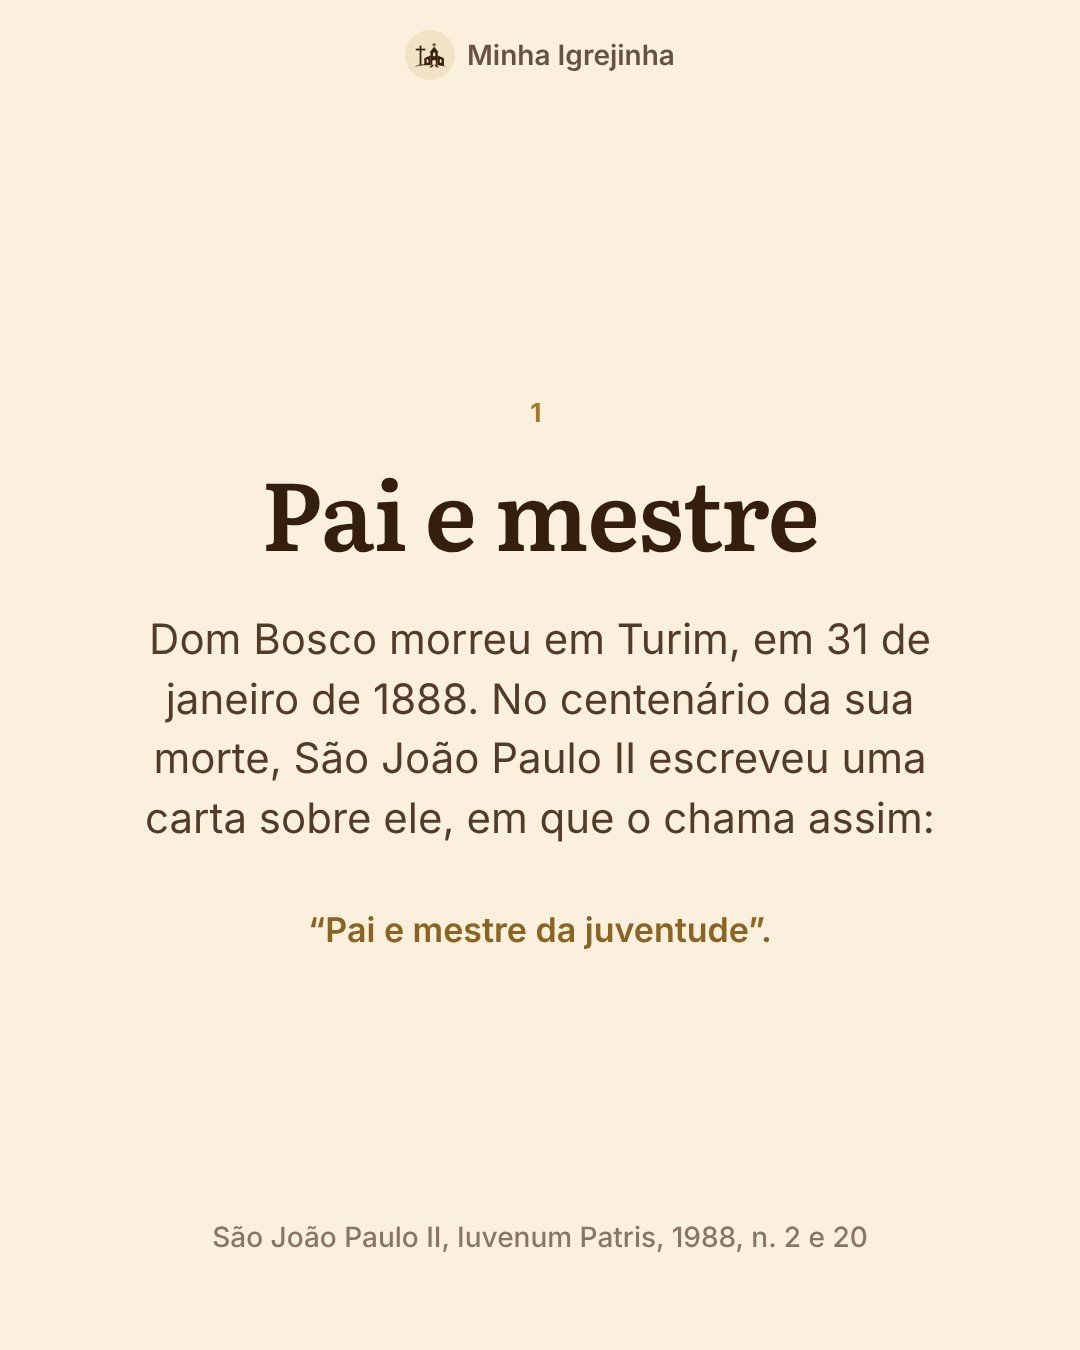 Minha Igrejinha
1
Pai e mestre
Dom Bosco morreu em Turim, em 31 de
janeiro de 1888. No centenário da sua
morte, São João Paulo II escreveu uma
carta sobre ele, em que o chama assim:
“Pai e mestre da juventude”.
São João Paulo II, Iuvenum Patris, 1988, n. 2 e 20